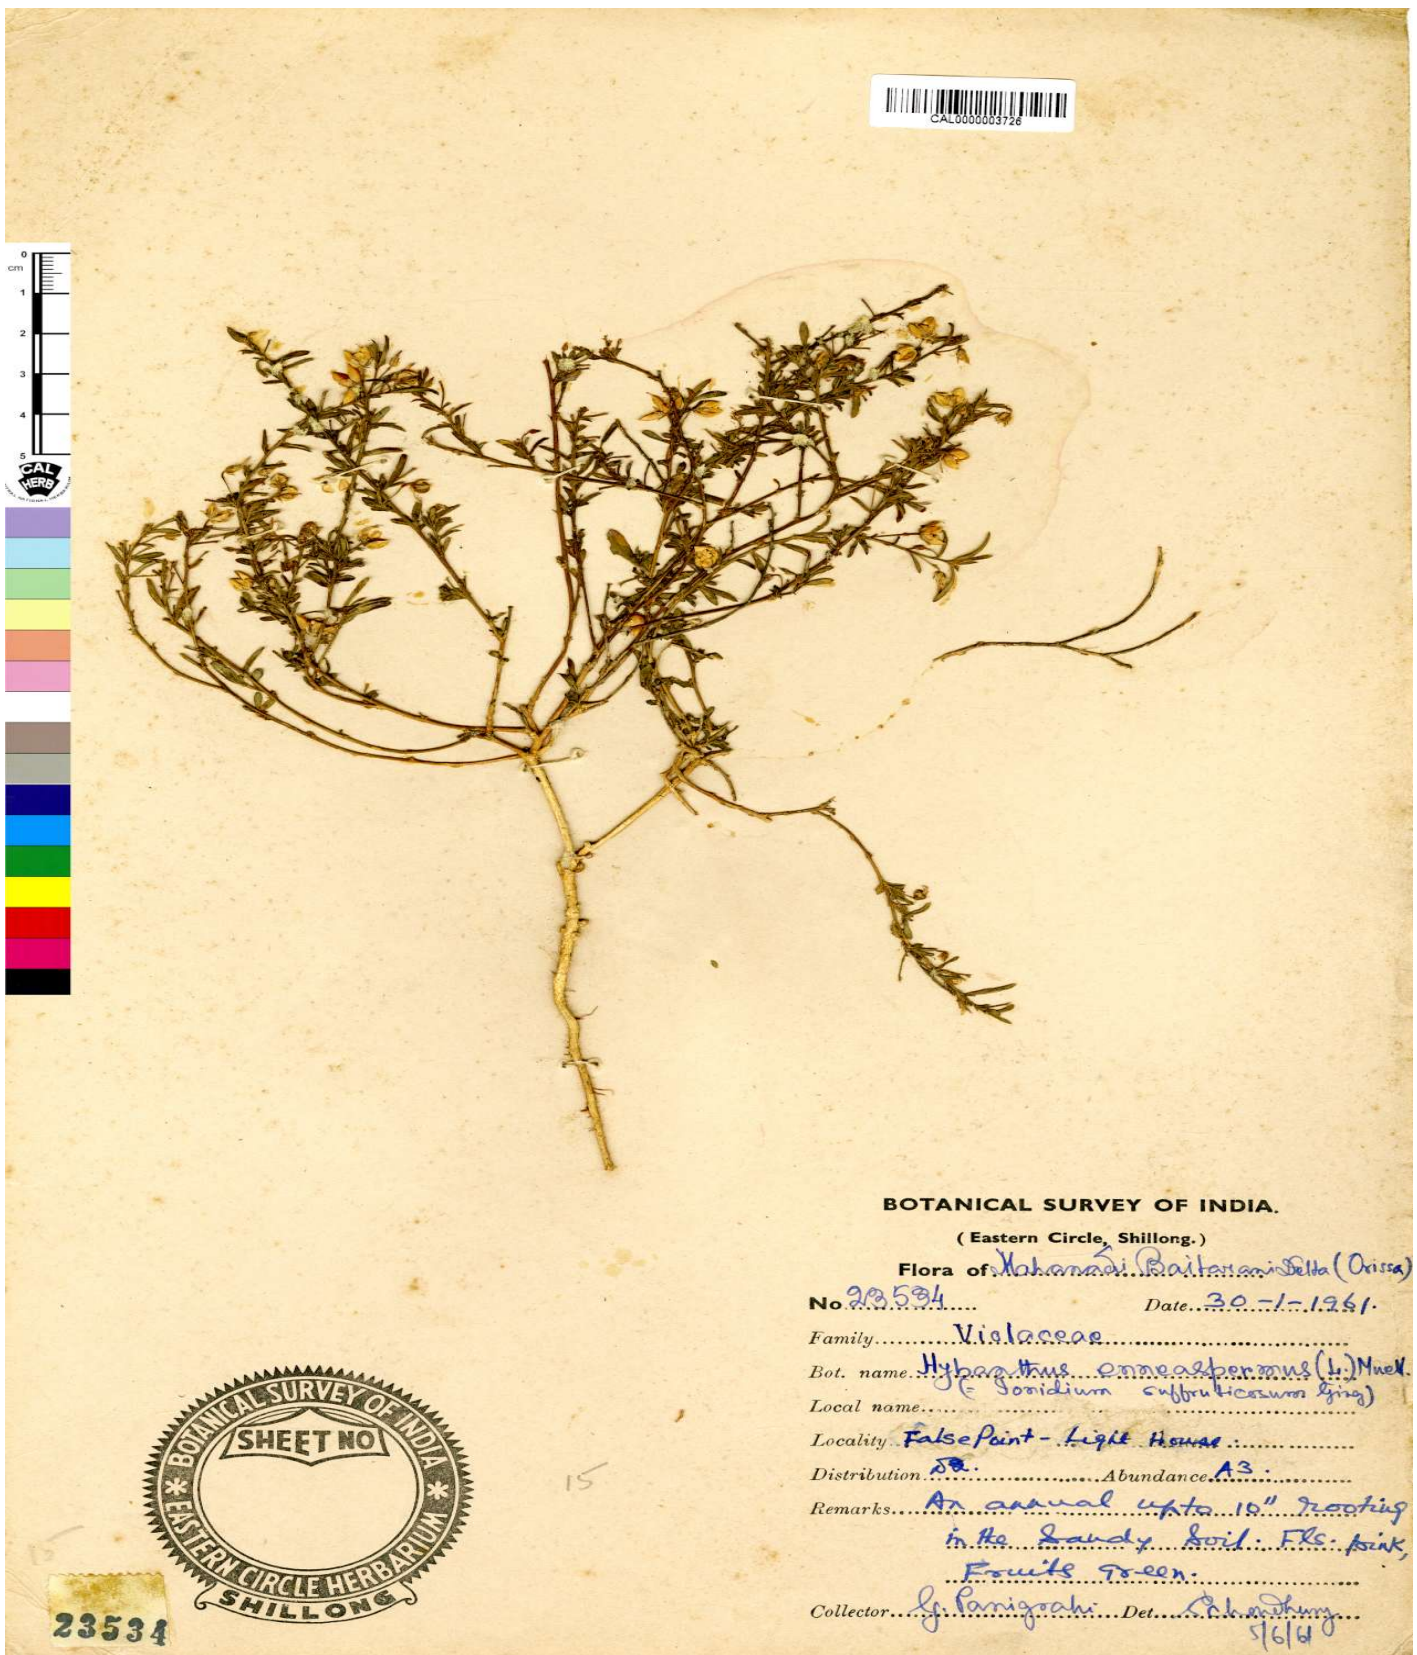 CAL0000003726
0
cm
1
2
3
4
5
CAL
HERB
BOTANICAL SURVEY OF INDIA.
(Eastern Circle, Shillong.)
Flora of Mahanadi Baitarani Delta (Orissa)
No 23534 Date 30-1-1961.
Family Violaceae
Bot. name Hybanthus enneaspermus (L.) Muell.
(= Ionidium suffruticosum Ging)
Local name
Locality False Point - Light House
Distribution Abundance A3.
Remarks An annual upto 10" rooting
in the Sandy Soil. Fls. pink,
Fruits Green.
Collector G. Panigrahi Det. S. Chowdhury
5/6/61
BOTANICAL SURVEY OF INDIA
SHEET NO
EASTERN CIRCLE HERBARIUM
SHILLONG
15
15
23534